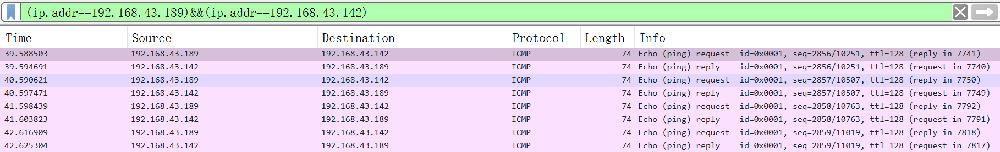 (ip.addr==192.168.43.189)&&(ip.addr==192.168.43.142)
Time Source Destination Protocol Length Info
39.588503 192.168.43.189 192.168.43.142 ICMP 74 Echo (ping) request id=0x0001, seq=2856/10251, ttl=128 (reply in 7741)
39.594691 192.168.43.142 192.168.43.189 ICMP 74 Echo (ping) reply id=0x0001, seq=2856/10251, ttl=128 (request in 7740)
40.590621 192.168.43.189 192.168.43.142 ICMP 74 Echo (ping) request id=0x0001, seq=2857/10507, ttl=128 (reply in 7750)
40.597471 192.168.43.142 192.168.43.189 ICMP 74 Echo (ping) reply id=0x0001, seq=2857/10507, ttl=128 (request in 7749)
41.598439 192.168.43.189 192.168.43.142 ICMP 74 Echo (ping) request id=0x0001, seq=2858/10763, ttl=128 (reply in 7792)
41.603823 192.168.43.142 192.168.43.189 ICMP 74 Echo (ping) reply id=0x0001, seq=2858/10763, ttl=128 (request in 7791)
42.616909 192.168.43.189 192.168.43.142 ICMP 74 Echo (ping) request id=0x0001, seq=2859/11019, ttl=128 (reply in 7818)
42.625304 192.168.43.142 192.168.43.189 ICMP 74 Echo (ping) reply id=0x0001, seq=2859/11019, ttl=128 (request in 7817)